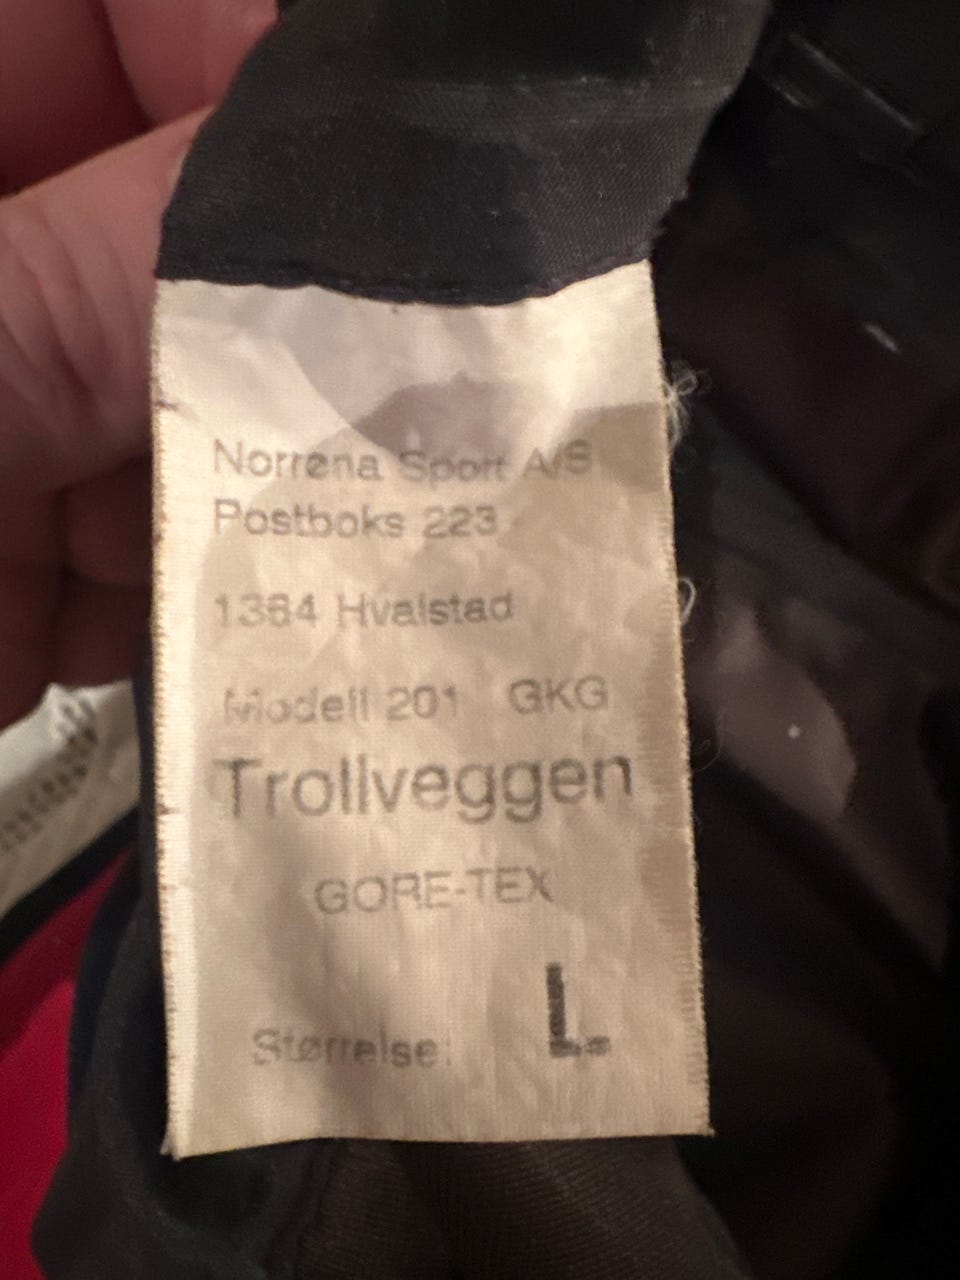 Norrøna Sport A/S
Postboks 223
1364 Hvalstad
Modell 201 GKG
Trollveggen
GORE-TEX
Størrelse: L